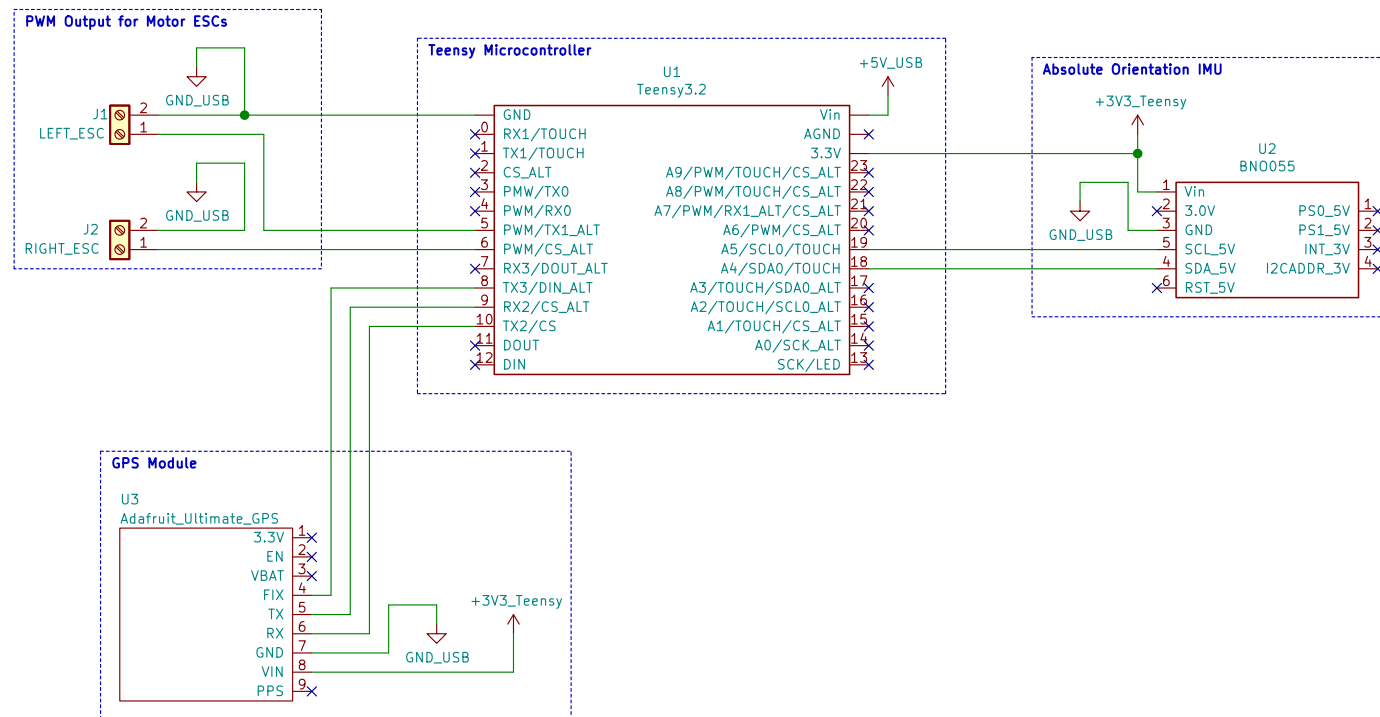 PWM Output for Motor ESCs
GND_USB
J1
LEFT_ESC
2
1
GND_USB
J2
RIGHT_ESC
2
1
Teensy Microcontroller
U1
Teensy3.2
+5V_USB
GND
0 RX1/TOUCH
1 TX1/TOUCH
2 CS_ALT
3 PMW/TX0
4 PWM/RX0
5 PWM/TX1_ALT
6 PWM/CS_ALT
7 RX3/DOUT_ALT
8 TX3/DIN_ALT
9 RX2/CS_ALT
10 TX2/CS
11 DOUT
12 DIN
Vin
AGND
3.3V
A9/PWM/TOUCH/CS_ALT 23
A8/PWM/TOUCH/CS_ALT 22
A7/PWM/RX1_ALT/CS_ALT 21
A6/PWM/CS_ALT 20
A5/SCL0/TOUCH 19
A4/SDA0/TOUCH 18
A3/TOUCH/SDA0_ALT 17
A2/TOUCH/SCL0_ALT 16
A1/TOUCH/CS_ALT 15
A0/SCK_ALT 14
SCK/LED 13
Absolute Orientation IMU
+3V3_Teensy
U2
BNO055
GND_USB
1 Vin
2 3.0V
3 GND
5 SCL_5V
4 SDA_5V
6 RST_5V
PS0_5V 1
PS1_5V 2
INT_3V 3
I2CADDR_3V 4
GPS Module
U3
Adafruit_Ultimate_GPS
3.3V 1
EN 2
VBAT 3
FIX 4
TX 5
RX 6
GND 7
VIN 8
PPS 9
+3V3_Teensy
GND_USB